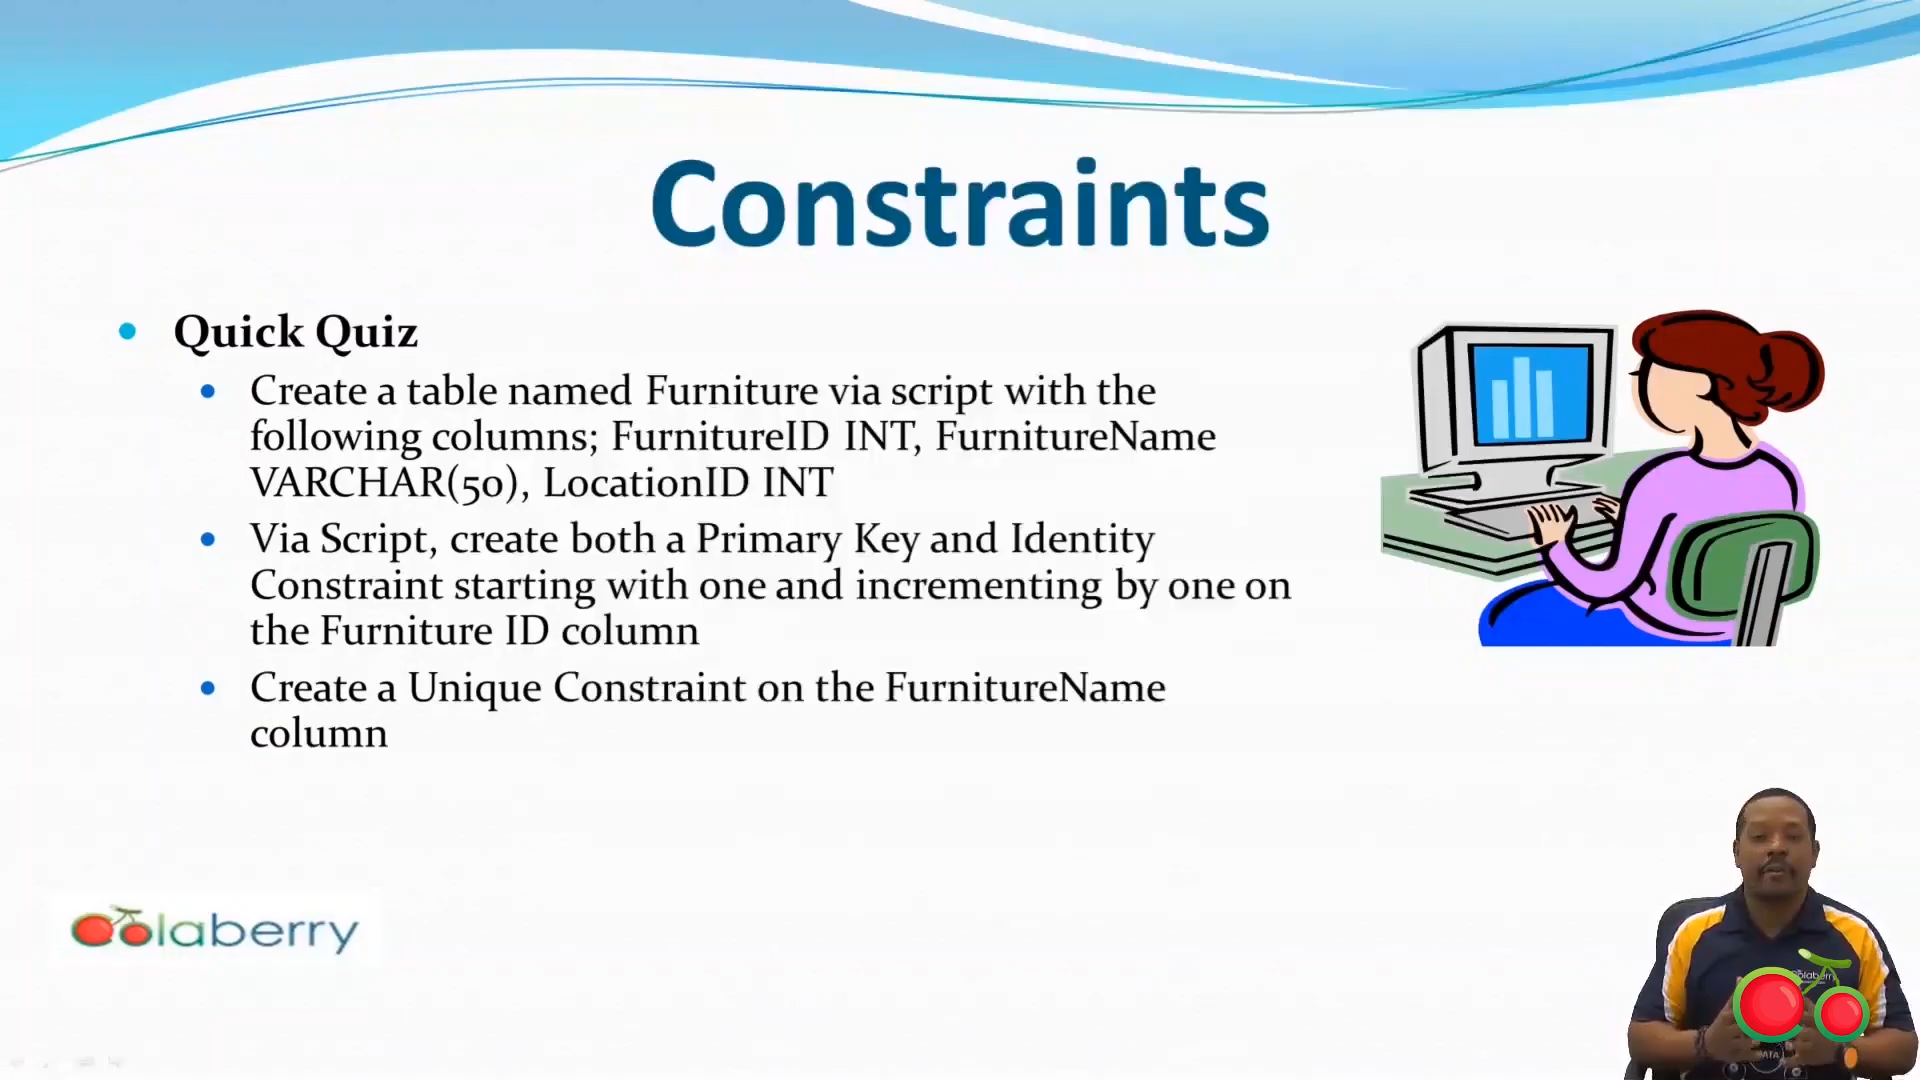 Constraints
Quick Quiz
Create a table named Furniture via script with the
following columns; FurnitureID INT, FurnitureName
VARCHAR(50), LocationID INT
Via Script, create both a Primary Key and Identity
Constraint starting with one and incrementing by one on
the Furniture ID column
Create a Unique Constraint on the FurnitureName
column
Colaberry
Colaberry